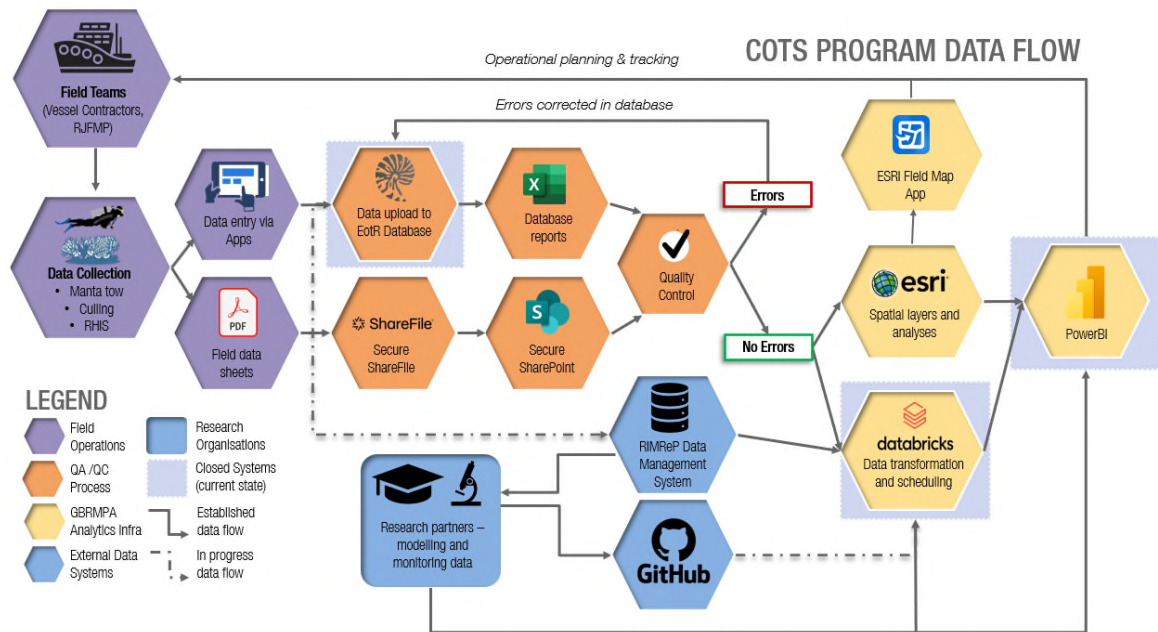 COTS PROGRAM DATA FLOW
Operational planning & tracking
Errors corrected in database
Field Teams
(Vessel Contractors,
RJFMP)
Data Collection
• Manta tow
• Culling
• RHIS
Data entry via
Apps
PDF
Field data
sheets
Data upload to
EotR Database
ShareFile
Secure
ShareFile
X
Database
reports
S
Secure
SharePoint
Quality
Control
Errors
No Errors
ESRI Field Map
App
esri
Spatial layers and
analyses
PowerBI
databricks
Data transformation
and scheduling
RIMReP Data
Management
System
Research partners –
modelling and
monitoring data
GitHub
LEGEND
Field
Operations
QA /QC
Process
GBRMPA
Analytics Infra
External Data
Systems
Research
Organisations
Closed Systems
(current state)
Established
data flow
In progress
data flow